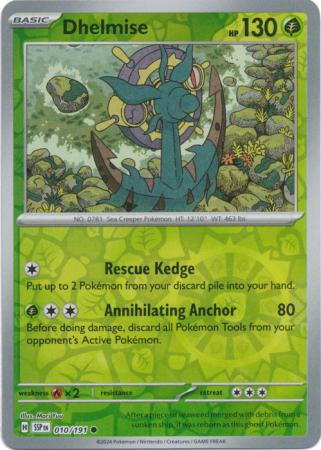 BASIC
Dhelmise
HP 130
NO. 0781 Sea Creeper Pokémon HT: 12'10" WT: 463 lbs.
Rescue Kedge
Put up to 2 Pokémon from your discard pile into your hand.
Annihilating Anchor 80
Before doing damage, discard all Pokémon Tools from your
opponent's Active Pokémon.
weakness ×2 resistance retreat
Illus. Mori Yuu
H SSP EN 010/191
After a piece of seaweed merged with debris from a
sunken ship, it was reborn as this ghost Pokémon.
©2024 Pokémon / Nintendo / Creatures / GAME FREAK